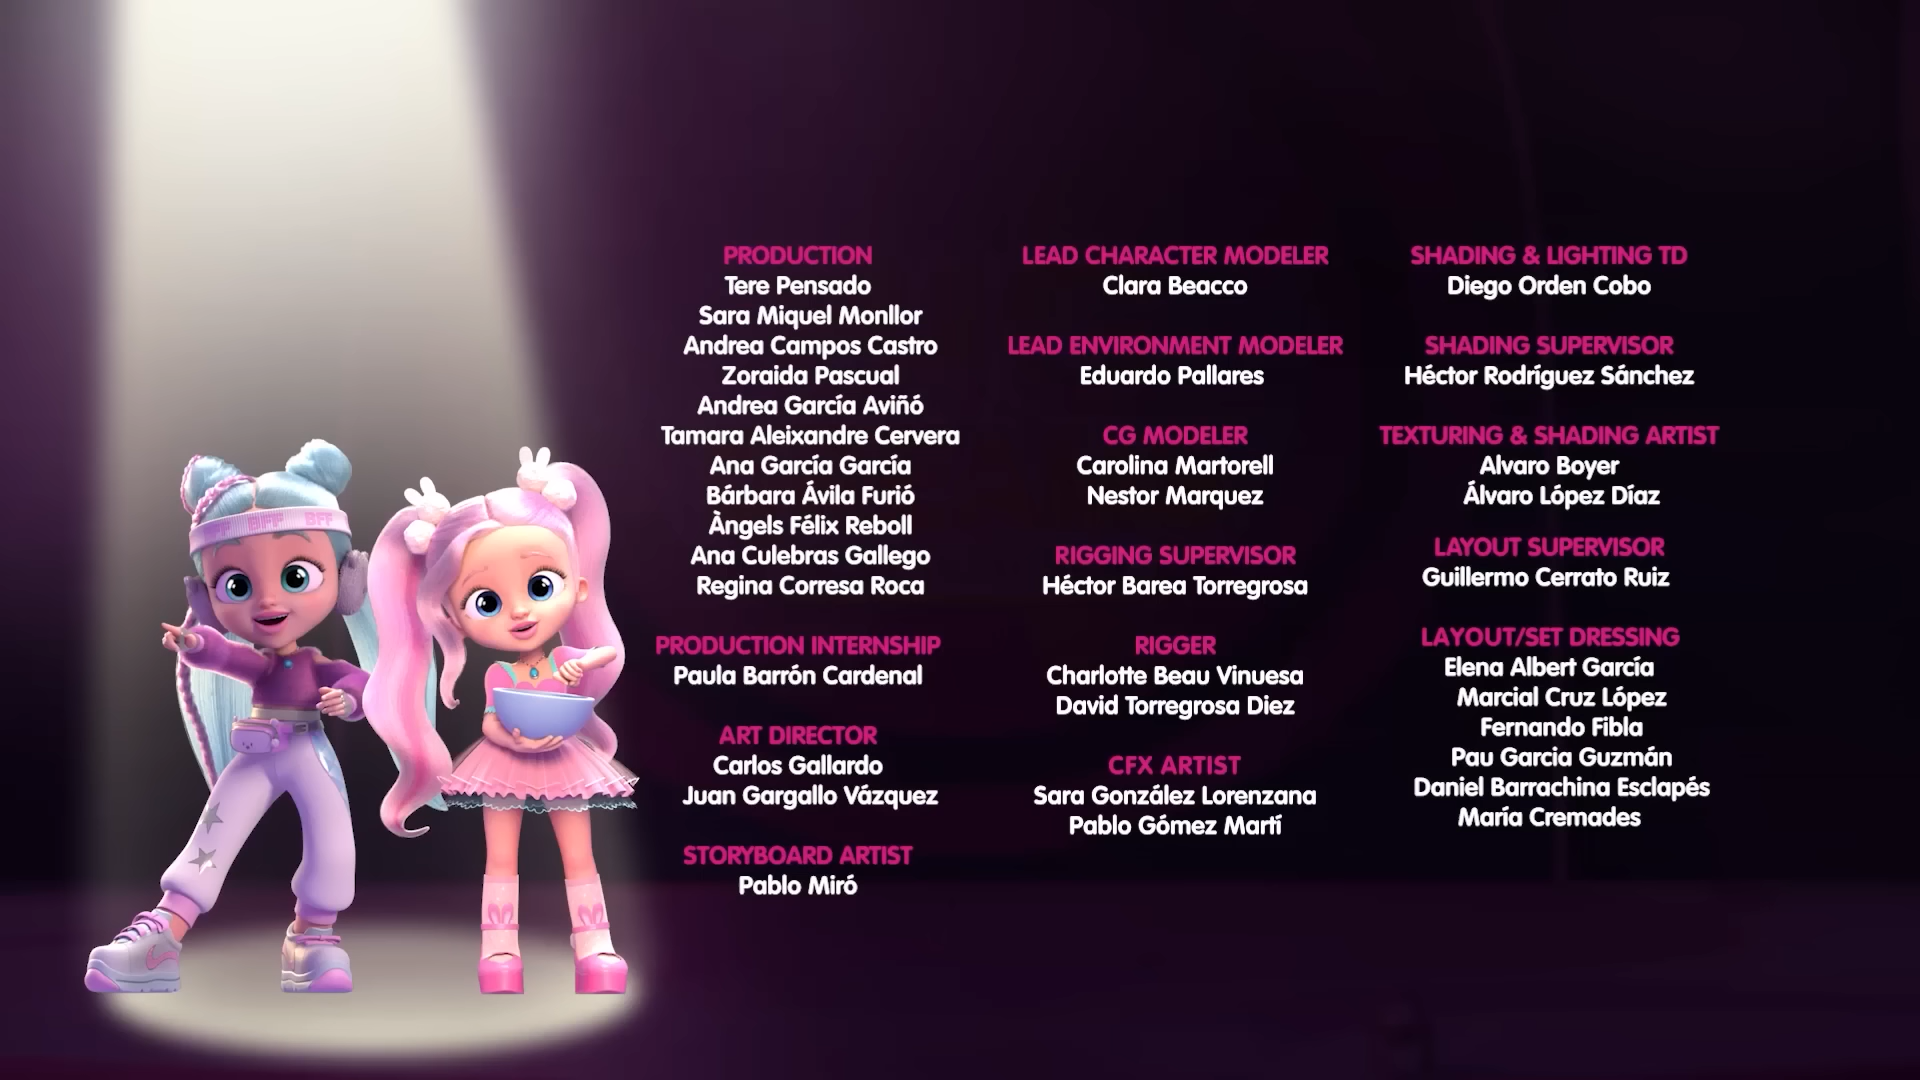 BFF BFF
PRODUCTION
Tere Pensado
Sara Miquel Monllor
Andrea Campos Castro
Zoraida Pascual
Andrea García Aviñó
Tamara Aleixandre Cervera
Ana García García
Bárbara Ávila Furió
Àngels Félix Reboll
Ana Culebras Gallego
Regina Corresa Roca
PRODUCTION INTERNSHIP
Paula Barrón Cardenal
ART DIRECTOR
Carlos Gallardo
Juan Gargallo Vázquez
STORYBOARD ARTIST
Pablo Miró
LEAD CHARACTER MODELER
Clara Beacco
LEAD ENVIRONMENT MODELER
Eduardo Pallares
CG MODELER
Carolina Martorell
Nestor Marquez
RIGGING SUPERVISOR
Héctor Barea Torregrosa
RIGGER
Charlotte Beau Vinuesa
David Torregrosa Diez
CFX ARTIST
Sara González Lorenzana
Pablo Gómez Martí
SHADING & LIGHTING TD
Diego Orden Cobo
SHADING SUPERVISOR
Héctor Rodríguez Sánchez
TEXTURING & SHADING ARTIST
Alvaro Boyer
Álvaro López Díaz
LAYOUT SUPERVISOR
Guillermo Cerrato Ruiz
LAYOUT/SET DRESSING
Elena Albert García
Marcial Cruz López
Fernando Fibla
Pau Garcia Guzmán
Daniel Barrachina Esclapés
María Cremades